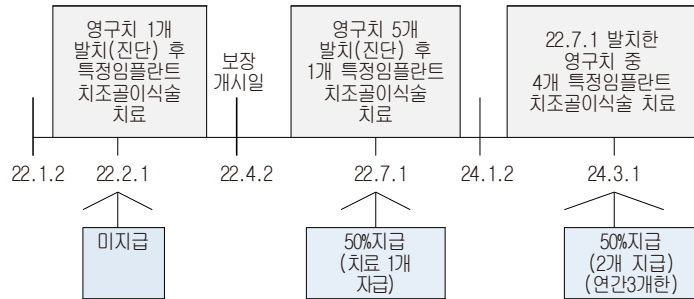 영구치 1개
발치(진단) 후
특정임플란트
치조골이식술
치료
보장
개시일
영구치 5개
발치(진단) 후
1개 특정임플란트
치조골이식술
치료
22.7.1 발치한
영구치 중
4개 특정임플란트
치조골이식술 치료
22.1.2
22.2.1
22.4.2
22.7.1
24.1.2
24.3.1
미지급
50%지급
(치료 1개
지급)
50%지급
(2개 지급)
(연간3개한)